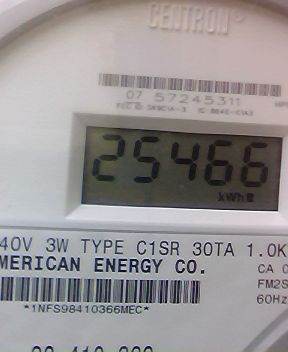 CENTRON®
07 57245311
25466
kWh
40V 3W TYPE C1SR 30TA 1.0K
MERICAN ENERGY CO.
CA 0
FM2S
60Hz
*1NFS98410366MEC*